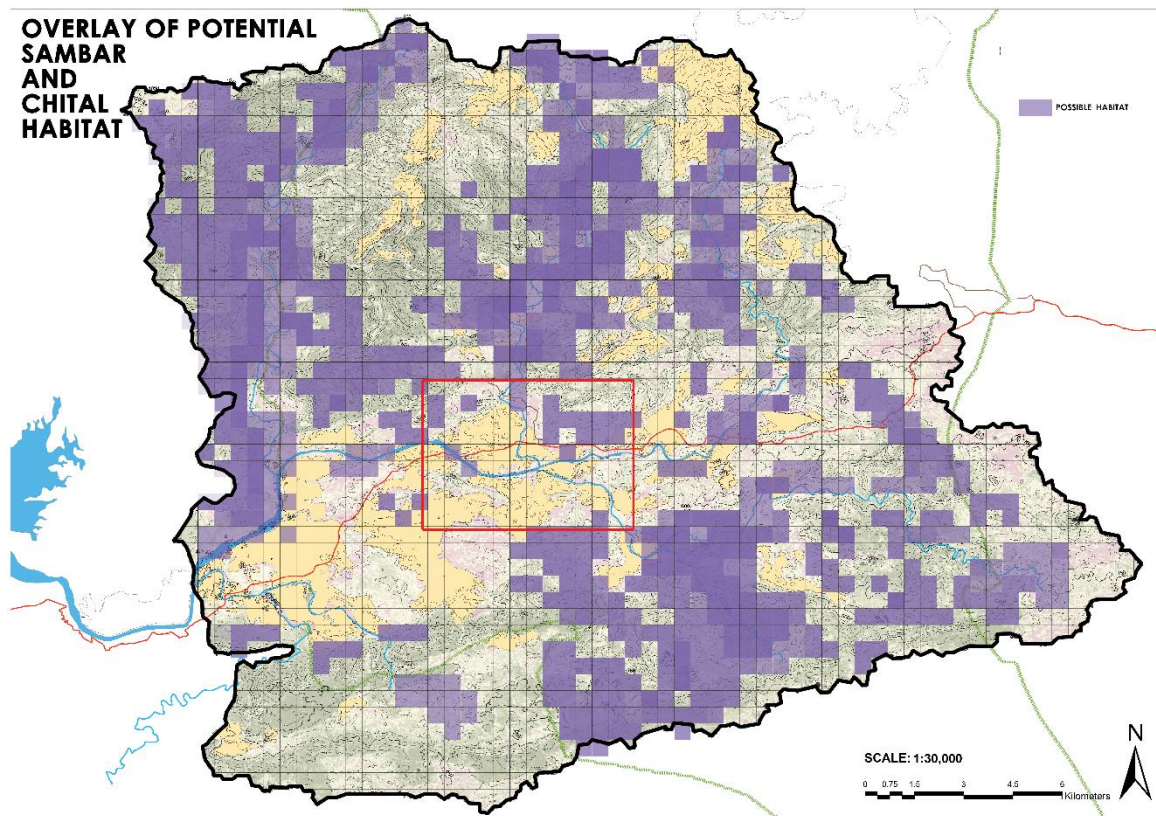 OVERLAY OF POTENTIAL
SAMBAR
AND
CHITAL
HABITAT
POSSIBLE HABITAT
N
SCALE: 1:30,000
0 0.75 1.5 3 4.5 6
Kilometers